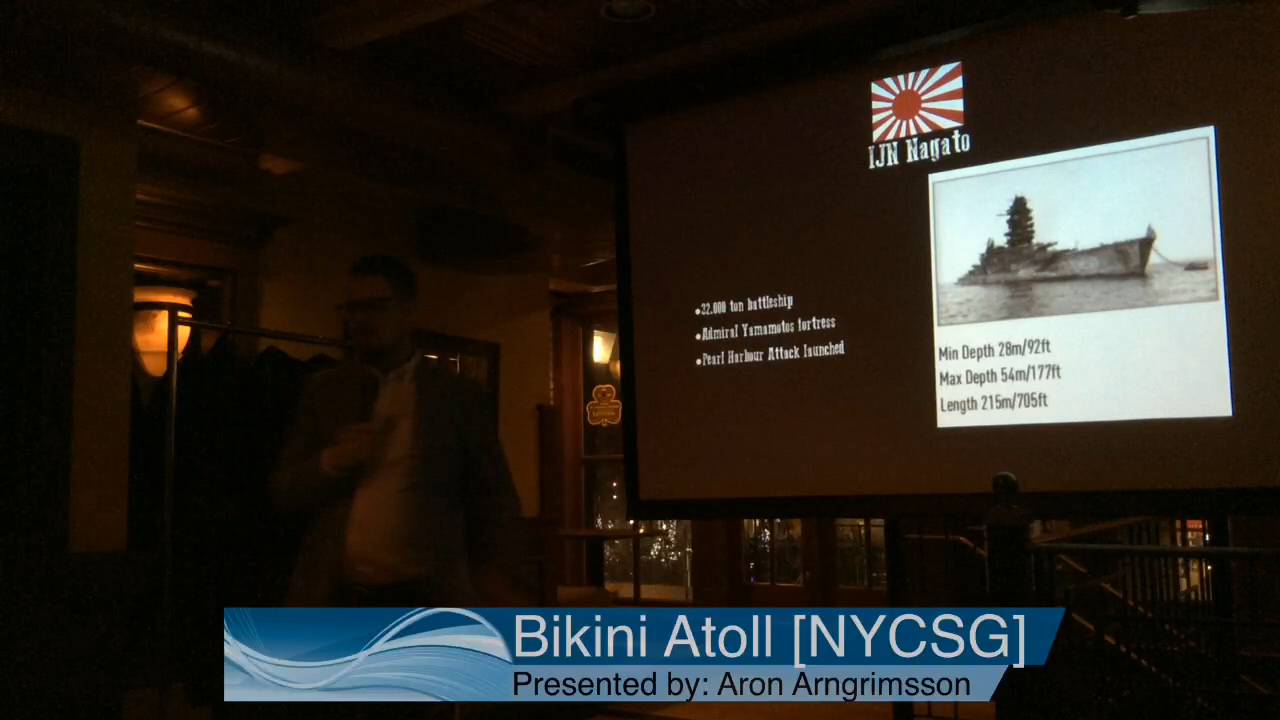 IJN Nagato
•32.000 ton battleship
•Admiral Yamamotos fortress
•Pearl Harbour Attack launched
Min Depth 28m/92ft
Max Depth 54m/177ft
Length 215m/705ft
Bikini Atoll [NYCSG]
Presented by: Aron Arngrimsson